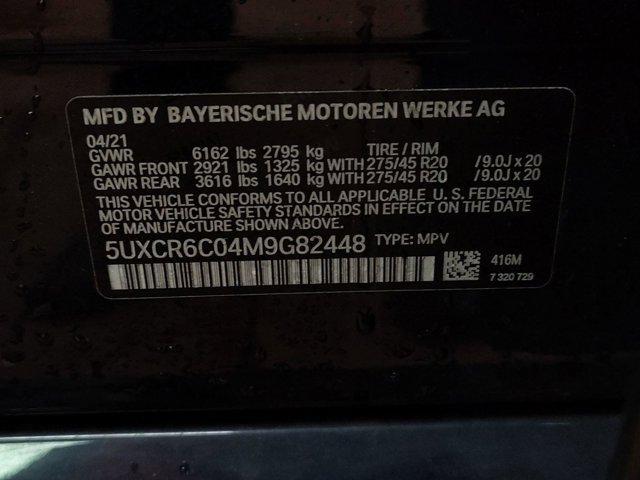 MFD BY BAYERISCHE MOTOREN WERKE AG
04/21
GVWR 6162 lbs 2795 kg TIRE / RIM
GAWR FRONT 2921 lbs 1325 kg WITH 275/45 R20 / 9.0J x 20
GAWR REAR 3616 lbs 1640 kg WITH 275/45 R20 / 9.0J x 20
THIS VEHICLE CONFORMS TO ALL APPLICABLE U. S. FEDERAL
MOTOR VEHICLE SAFETY STANDARDS IN EFFECT ON THE DATE
OF MANUFACTURE SHOWN ABOVE.
5UXCR6C04M9G82448 TYPE: MPV
416M
7 320 729